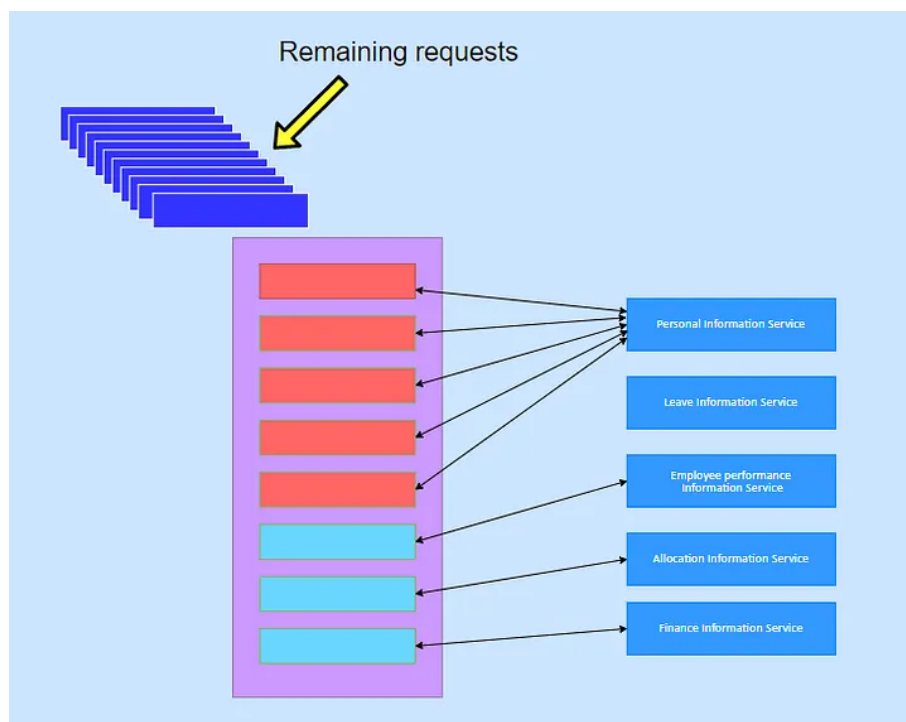 Remaining requests
Personal Information Service
Leave Information Service
Employee performance
Information Service
Allocation Information Service
Finance Information Service